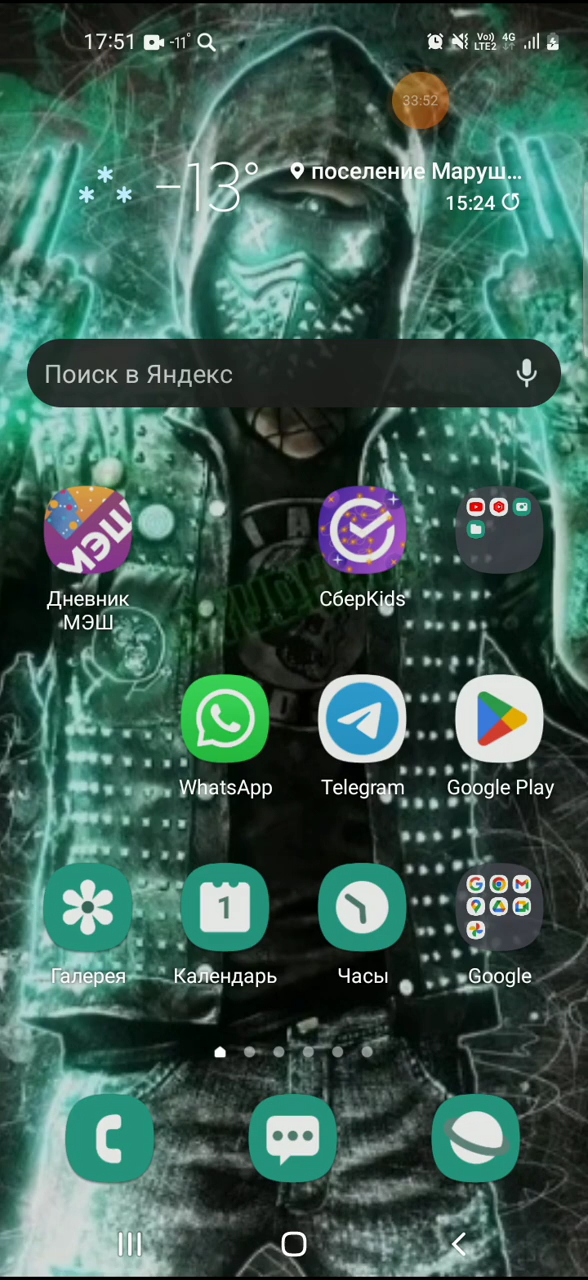 17:51 -11° Vo)) 4G
LTE2
33:52
-13° поселение Маруш...
15:24
Поиск в Яндекс
МЭШ
Дневник СберKids
МЭШ
WhatsApp Telegram Google Play
1
Галерея Календарь Часы Google